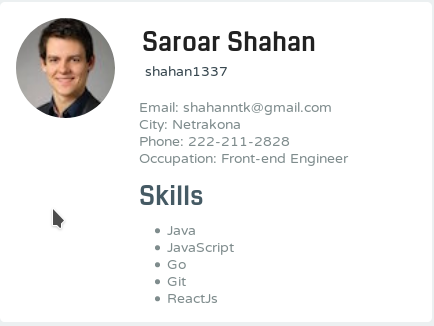 Saroar Shahan
shahan1337
Email: shahanntk@gmail.com
City: Netrakona
Phone: 222-211-2828
Occupation: Front-end Engineer
Skills
Java
JavaScript
Go
Git
ReactJs